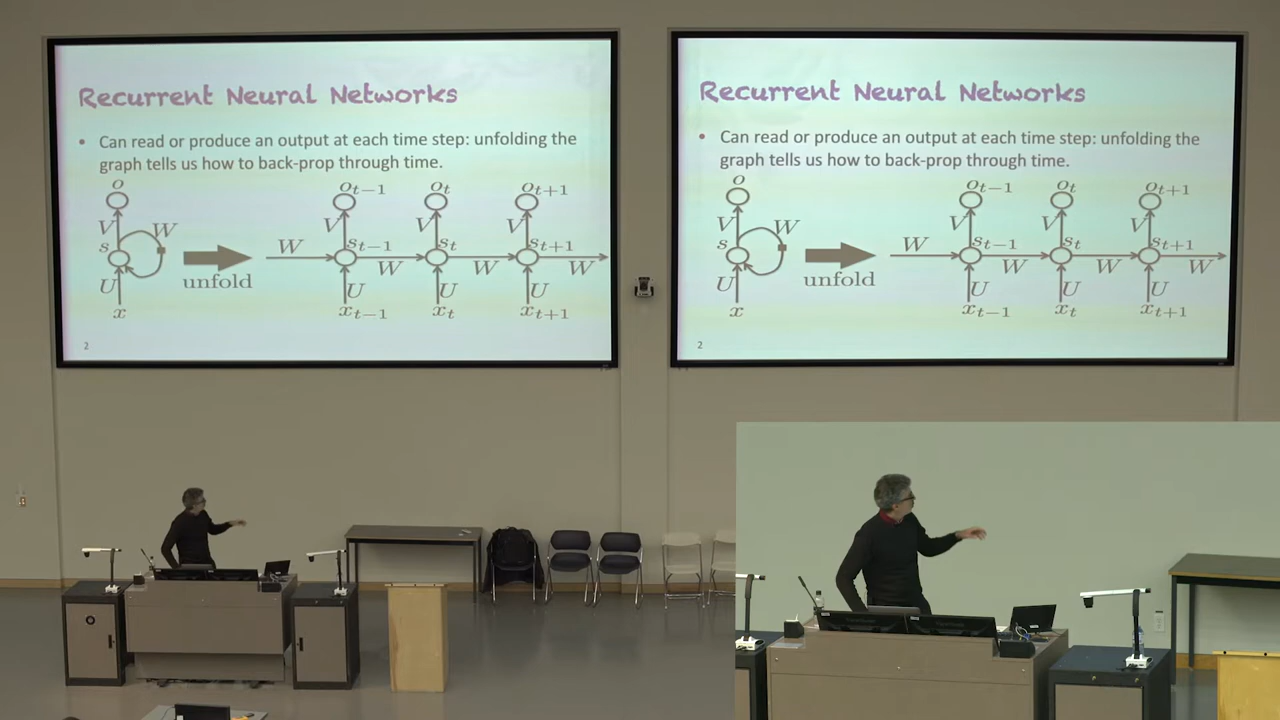 Recurrent Neural Networks
• Can read or produce an output at each time step: unfolding the
graph tells us how to back-prop through time.
o o_{t-1} o_t o_{t+1}
V W V V V
s s_{t-1} s_t s_{t+1}
W W W W
unfold
U U U U
x x_{t-1} x_t x_{t+1}
2
Recurrent Neural Networks
• Can read or produce an output at each time step: unfolding the
graph tells us how to back-prop through time.
o o_{t-1} o_t o_{t+1}
V W V V V
s s_{t-1} s_t s_{t+1}
W W W W
unfold
U U U U
x x_{t-1} x_t x_{t+1}
2